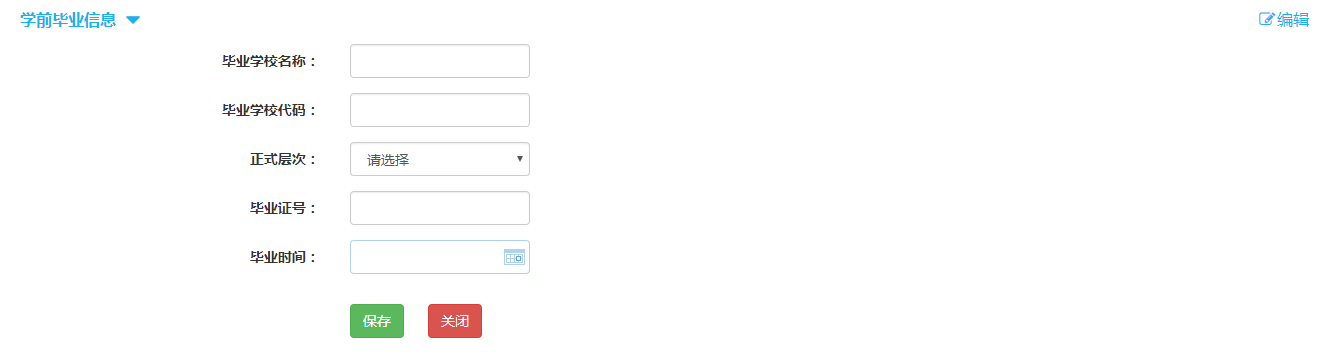 学前毕业信息 编辑
毕业学校名称：
毕业学校代码：
正式层次： 请选择
毕业证号：
毕业时间：
保存 关闭